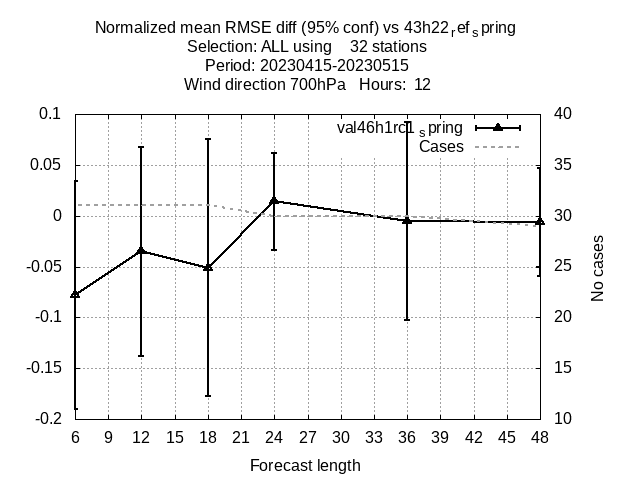 Normalized mean RMSE diff (95% conf) vs 43h22refspring
Selection: ALL using 32 stations
Period: 20230415-20230515
Wind direction 700hPa Hours: 12
val46h1rc1spring
Cases
0.1
0.05
0
-0.05
-0.1
-0.15
-0.2
40
35
30
25
20
15
10
No cases
6 9 12 15 18 21 24 27 30 33 36 39 42 45 48
Forecast length